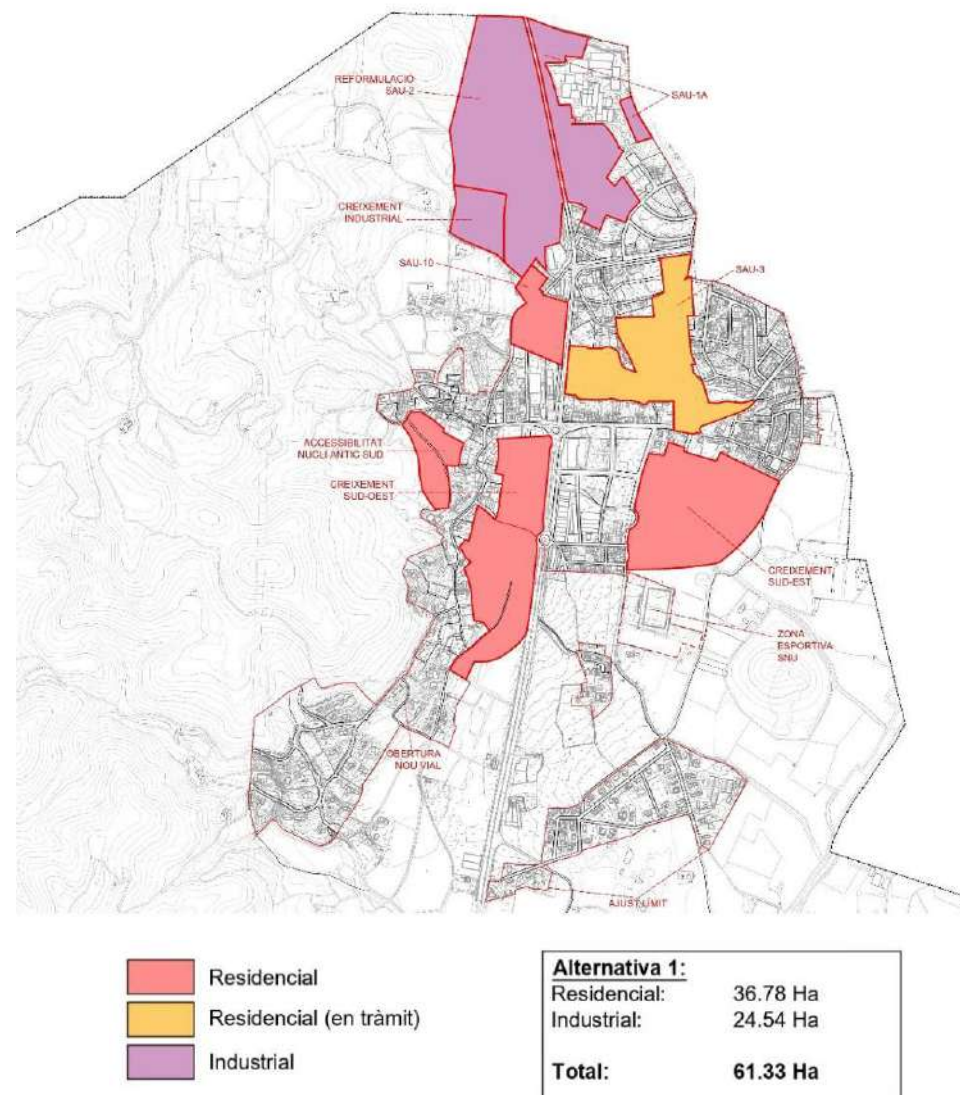 REFORMULACIO
SAU-2
SAU-1A
CREIXEMENT
INDUSTRIAL
SAU-10
SAU-3
ACCESSIBILITAT
NUCLI ANTIC SUD
CREIXEMENT
SUD-OEST
CREIXEMENT
SUD-EST
ZONA
ESPORTIVA
SNU
OBERTURA
NOU VIAL
AJUST LÍMIT
Residencial
Residencial (en tràmit)
Industrial
Alternativa 1:
Residencial: 36.78 Ha
Industrial: 24.54 Ha
Total: 61.33 Ha